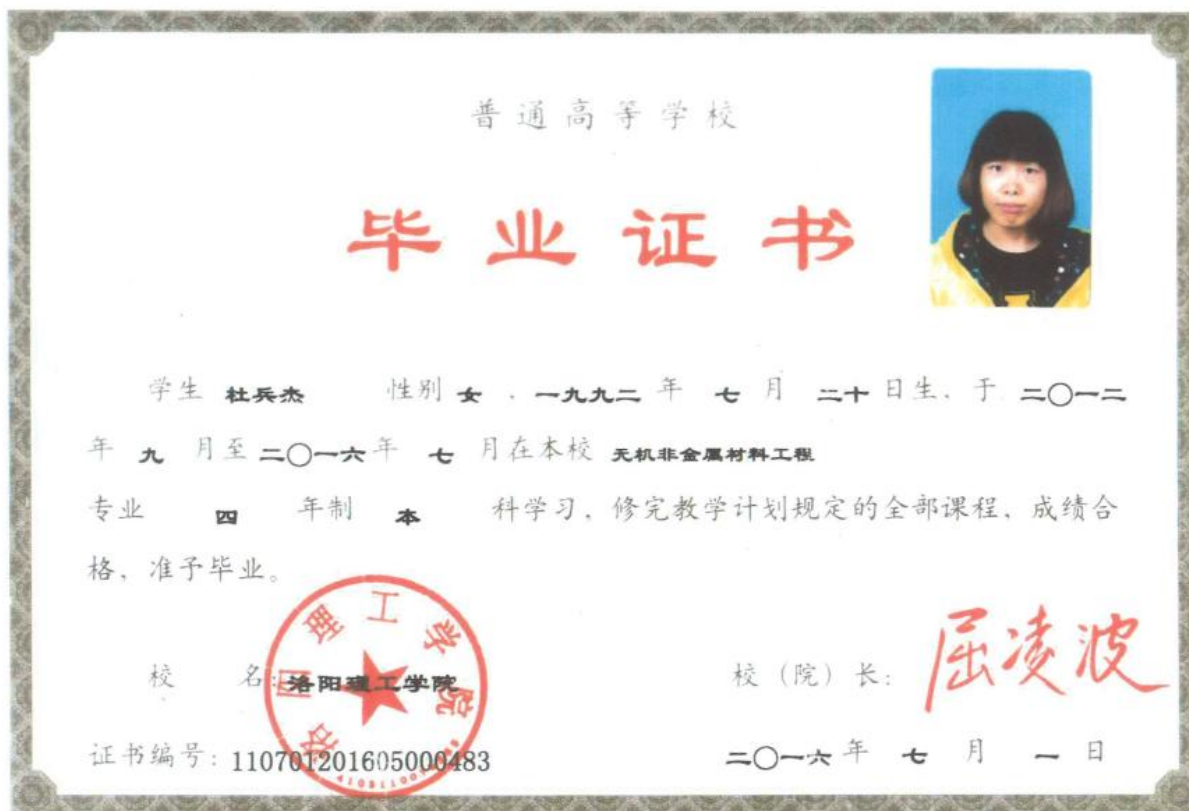 普通高等学校
毕业证书
学生 杜兵杰 性别 女 ,一九九二 年 七 月 二十 日生, 于 二〇一二
年 九 月至 二〇一六 年 七 月在本校 无机非金属材料工程
专业 四 年制 本 科学习, 修完教学计划规定的全部课程, 成绩合
格, 准予毕业。
洛阳理工学院
校 名: 洛阳理工学院 校(院)长: 屈凌波
证书编号: 110701201605000483 二〇一六 年 七 月 一 日